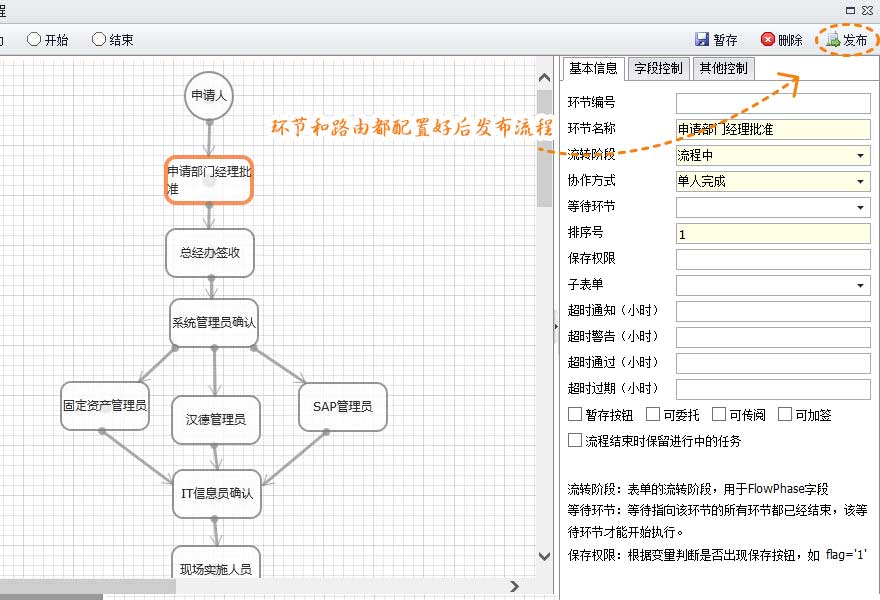 程
开始
结束
暂存
删除
发布
基本信息
字段控制
其他控制
环节编号
环节名称
申请部门经理批准
流转阶段
流程中
协作方式
单人完成
等待环节
排序号
1
保存权限
子表单
超时通知（小时）
超时警告（小时）
超时通过（小时）
超时过期（小时）
暂存按钮
可委托
可传阅
可加签
流程结束时保留进行中的任务
流转阶段：表单的流转阶段，用于FlowPhase字段
等待环节：等待指向该环节的所有环节都已经结束，该等
待环节才能开始执行。
保存权限：根据变量判断是否出现保存按钮，如 flag='1'
环节和路由都配置好后发布流程
申请人
申请部门经理批
准
总经办签收
系统管理员确认
固定资产管理员
汉德管理员
SAP管理员
IT信息员确认
现场实施人员